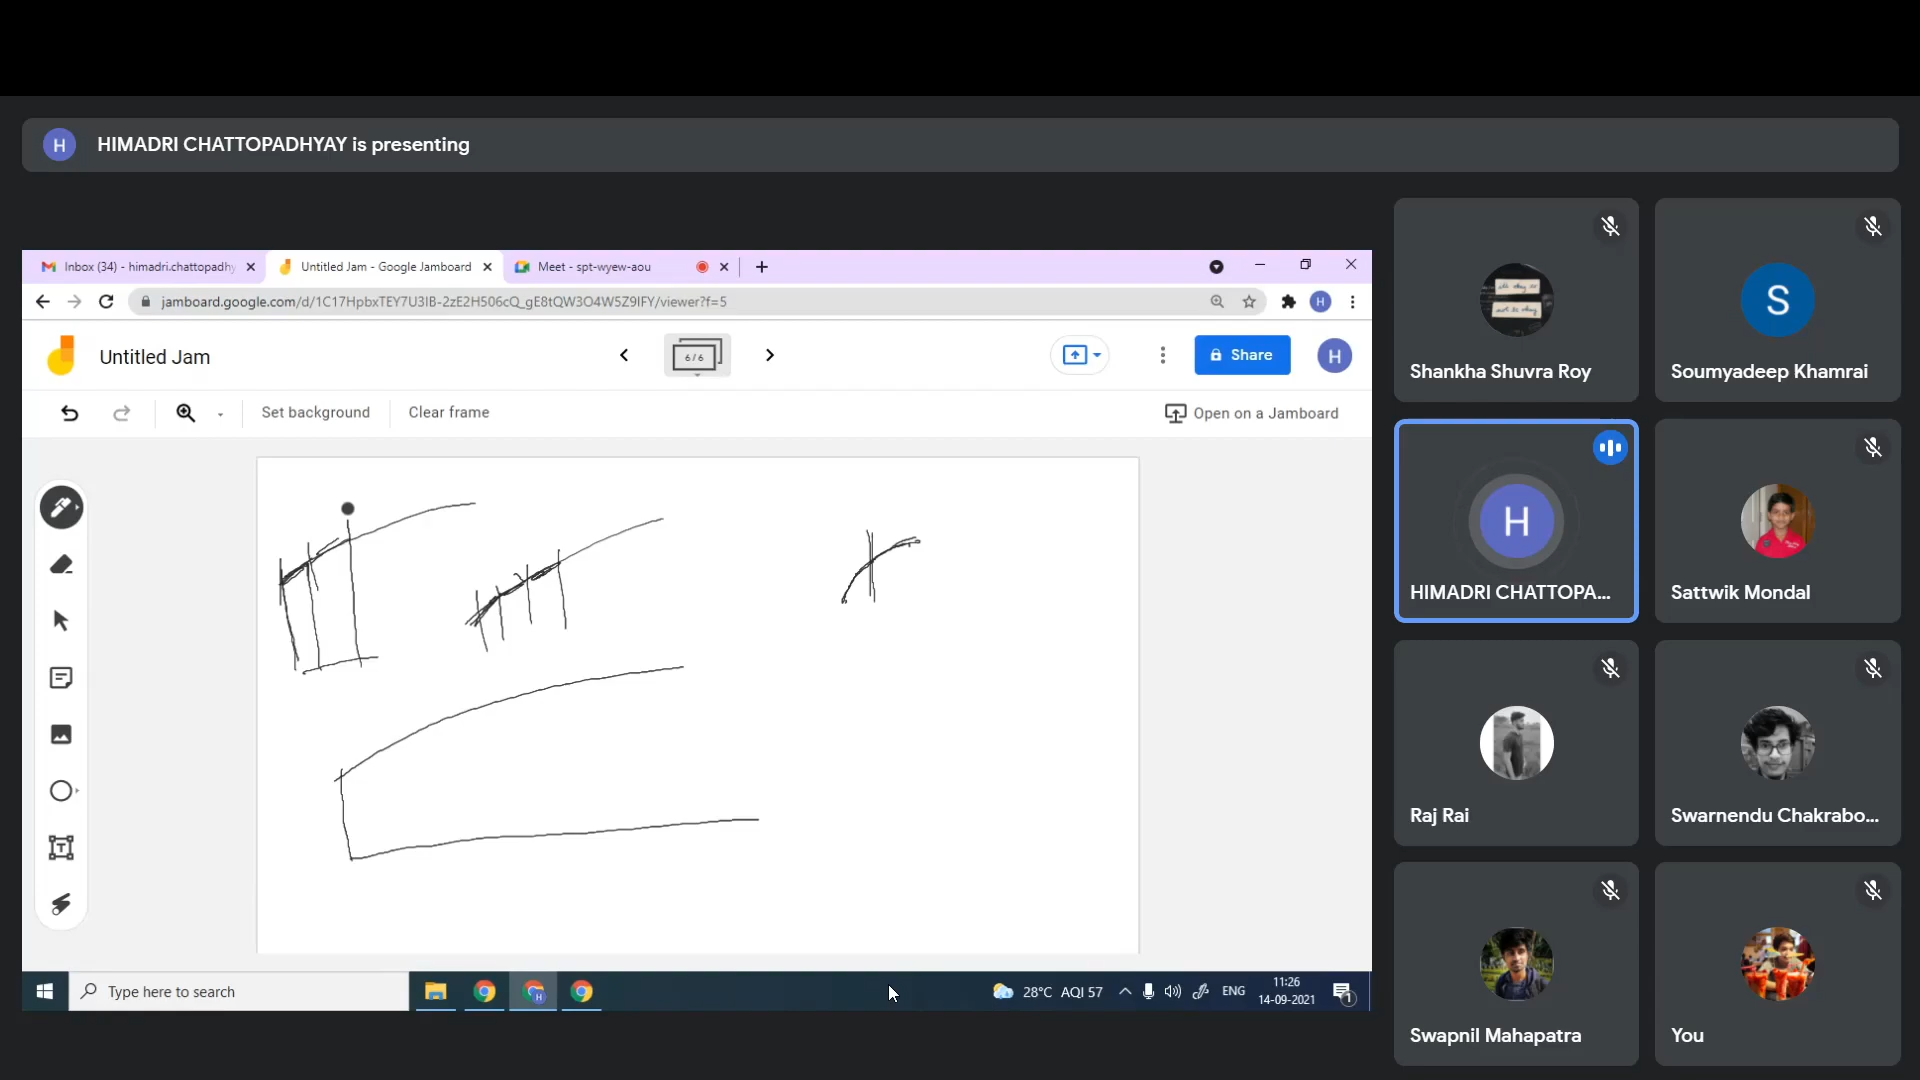 H HIMADRI CHATTOPADHYAY is presenting
Inbox (34) - himadri.chattopadhy
Untitled Jam - Google Jamboard
Meet - spt-wyew-aou
jamboard.google.com/d/1C17HpbxTEY7U3IB-2zE2H506cQ_gE8tQW3O4W5Z9IFY/viewer?f=5
H
Untitled Jam
6/6
Share
H
Set background
Clear frame
Open on a Jamboard
Type here to search
28°C AQI 57
ENG
11:26
14-09-2021
1
Shankha Shuvra Roy
S
Soumyadeep Khamrai
H
HIMADRI CHATTOPA...
Sattwik Mondal
Raj Rai
Swarnendu Chakrabo...
Swapnil Mahapatra
You